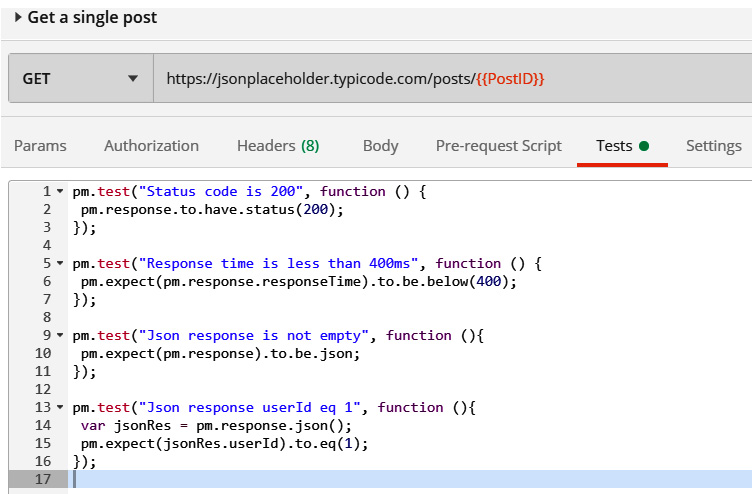 Get a single post
GET https://jsonplaceholder.typicode.com/posts/{{PostID}}
Params Authorization Headers (8) Body Pre-request Script Tests Settings
1 pm.test("Status code is 200", function () {
2 pm.response.to.have.status(200);
3 });
4
5 pm.test("Response time is less than 400ms", function () {
6 pm.expect(pm.response.responseTime).to.be.below(400);
7 });
8
9 pm.test("Json response is not empty", function (){
10 pm.expect(pm.response).to.be.json;
11 });
12
13 pm.test("Json response userId eq 1", function (){
14 var jsonRes = pm.response.json();
15 pm.expect(jsonRes.userId).to.eq(1);
16 });
17